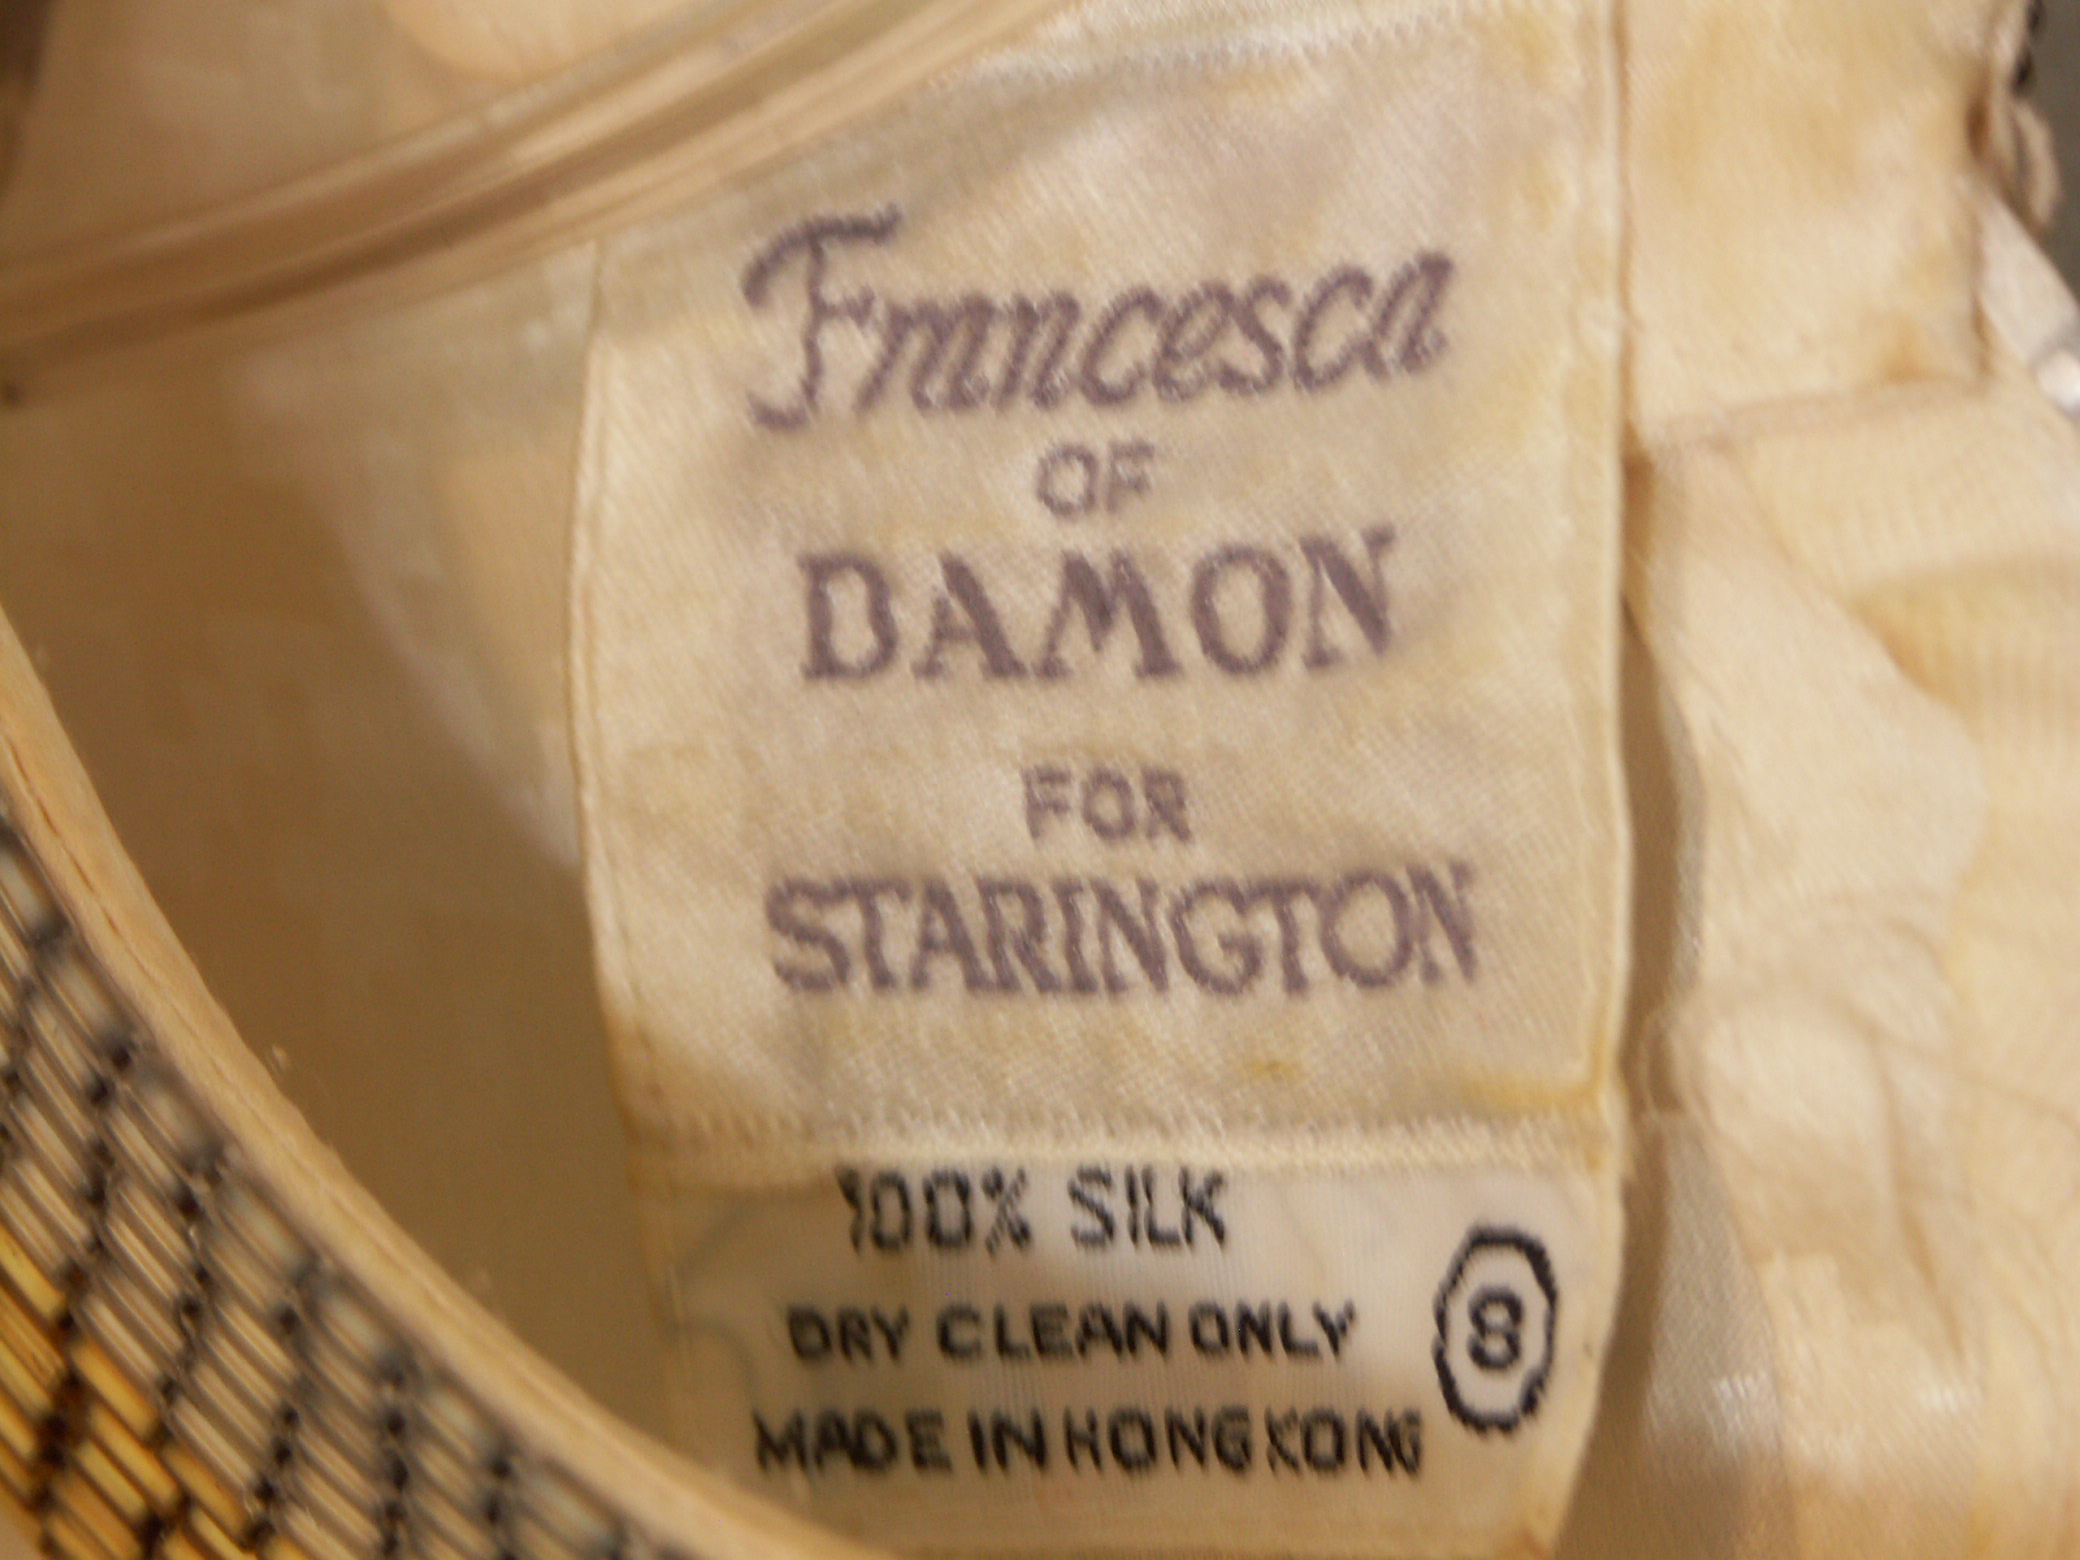 Francesca
OF
DAMON
FOR
STARINGTON
100% SILK
DRY CLEAN ONLY
8
MADE IN HONG KONG